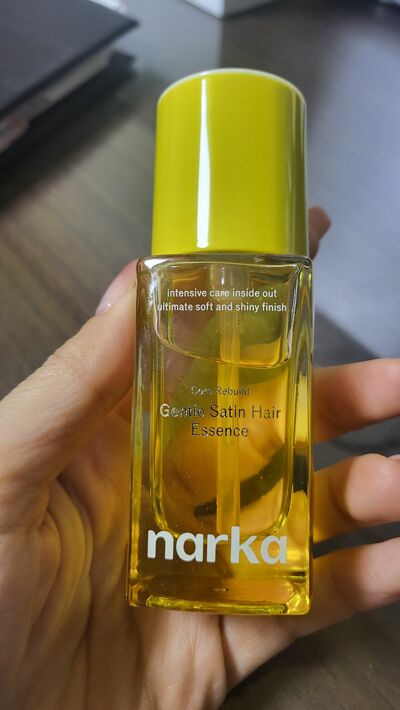 intensive care inside out
ultimate soft and shiny finish
Core Rebuild
Gentle Satin Hair
Essence
narka